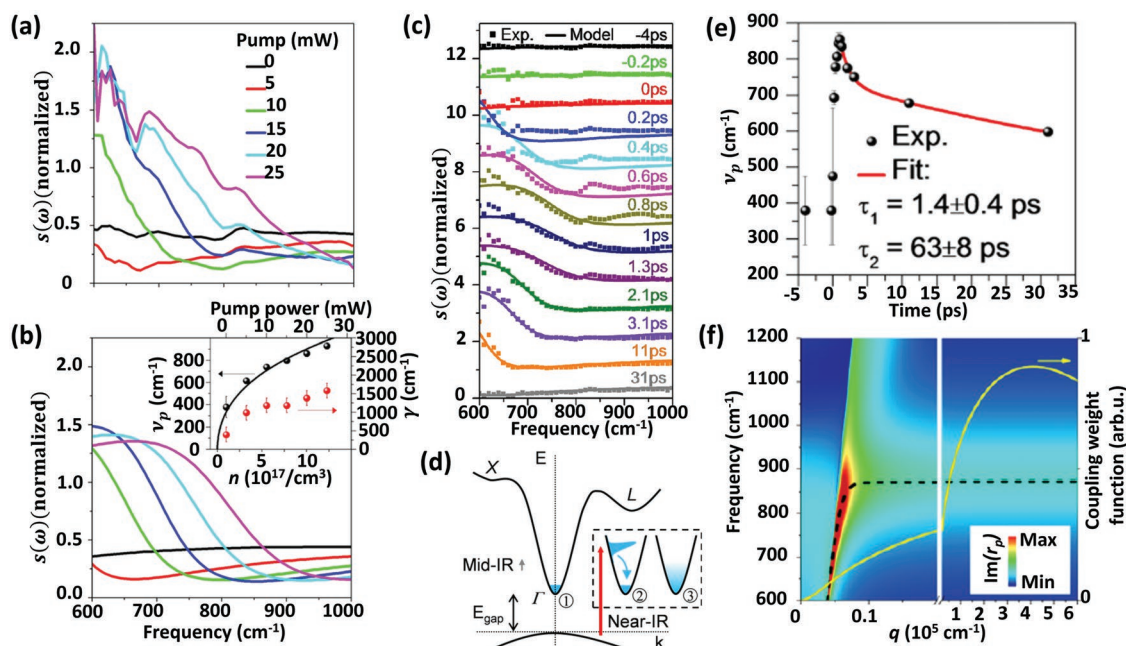 (a)
Pump (mW)
0
5
10
15
20
25
2.0
1.5
1.0
0.5
0
s(ω)(normalized)
(b)
Pump power (mW)
0 10 20 30
2.5
2.0
1.5
1.0
0.5
0.0
s(ω)(normalized)
800
600
400
200
0
νp (cm⁻¹)
3000
2500
2000
1500
1000
500
0
γ (cm⁻¹)
0 5 10 15
n (10¹⁷/cm³)
600 700 800 900 1000
Frequency (cm⁻¹)
(c)
Exp. Model -4ps
-0.2ps
0ps
0.2ps
0.4ps
0.6ps
0.8ps
1ps
1.3ps
2.1ps
3.1ps
11ps
31ps
12
10
8
6
4
2
0
s(ω)(normalized)
600 700 800 900 1000
Frequency (cm⁻¹)
(d)
E
X
L
Mid-IR
Γ
①
②
③
Egap
Near-IR
k
(e)
900
800
700
600
500
400
300
200
νp (cm⁻¹)
Exp.
Fit:
τ1 = 1.4±0.4 ps
τ2 = 63±8 ps
-5 0 5 10 15 20 25 30 35
Time (ps)
(f)
1200
1100
1000
900
800
700
600
Frequency (cm⁻¹)
1
0
Coupling weight
function (arb.u.)
Im(rp)
Max
Min
0 0.1 1 2 3 4 5 6
q (10⁵ cm⁻¹)